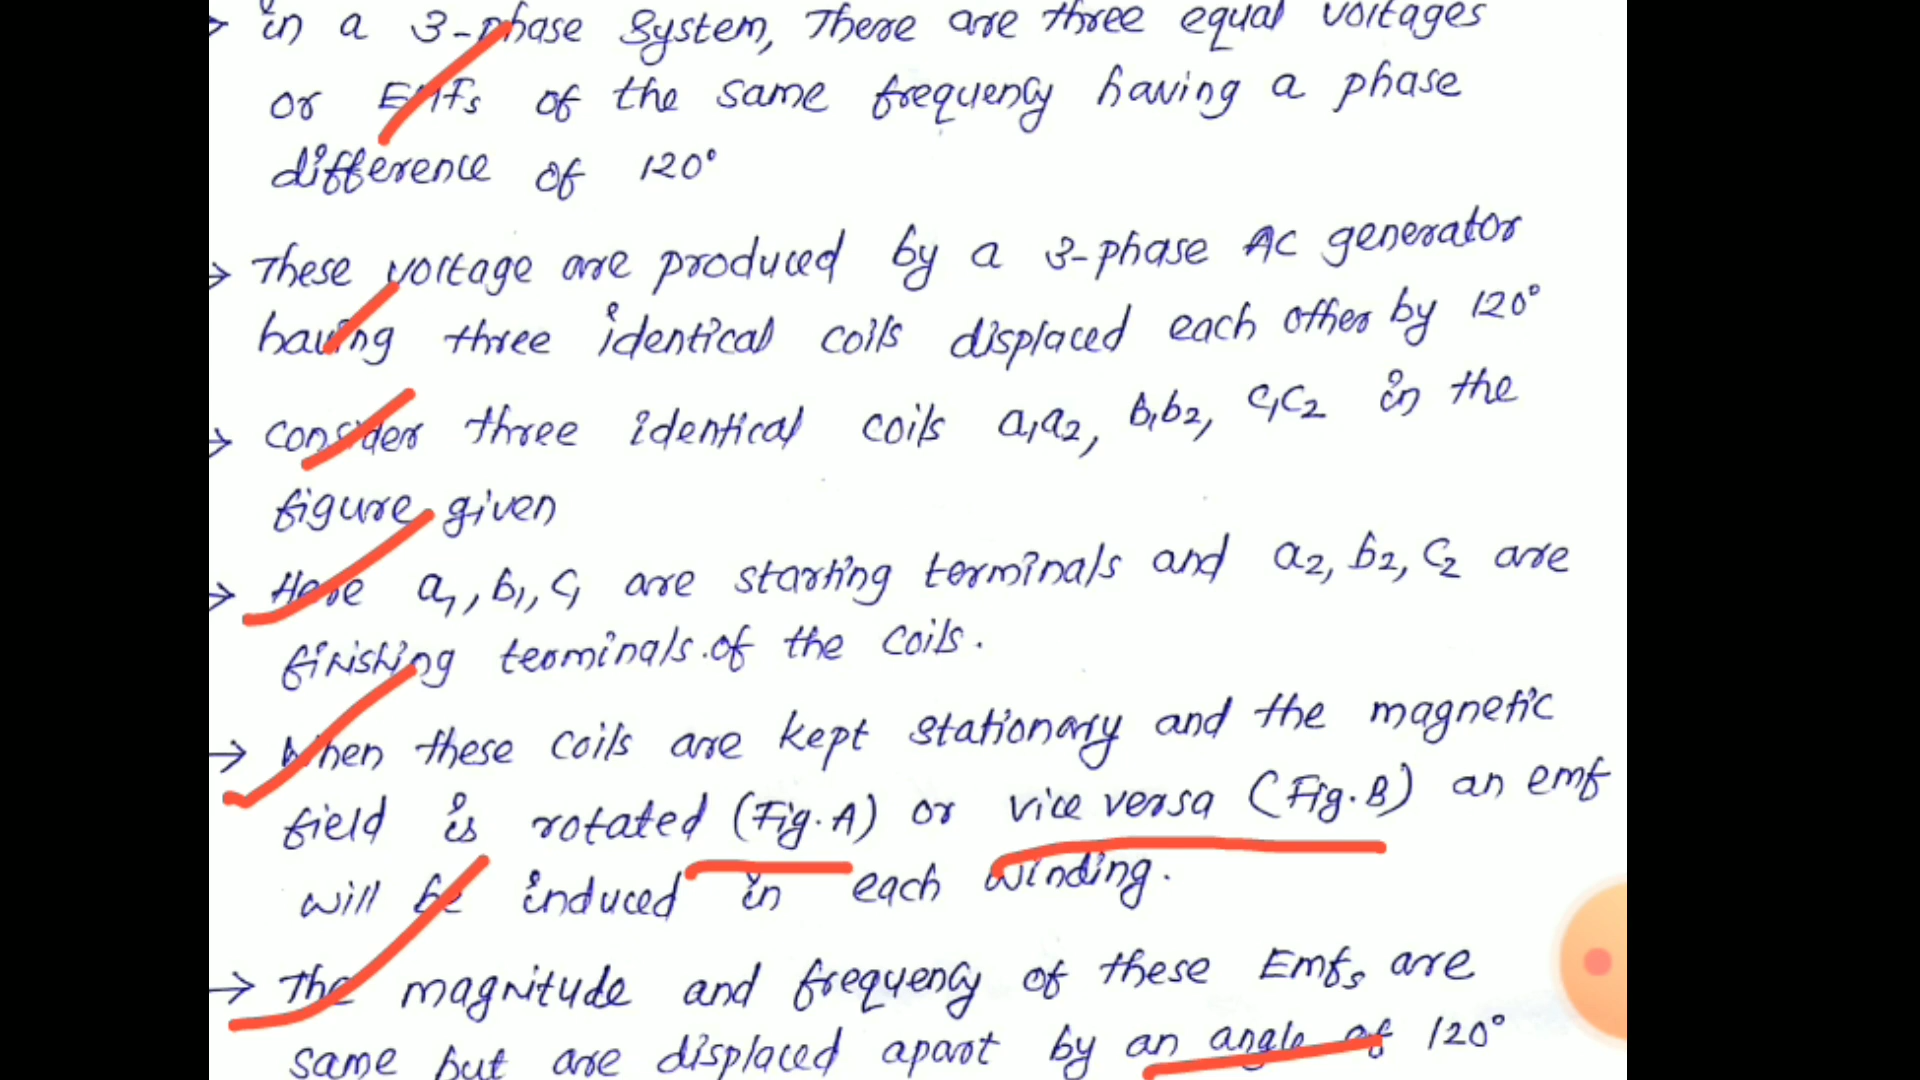 → in a 3-phase system, There are three equal voltages
or EMFs of the same frequency having a phase
difference of 120°
→ These voltage are produced by a 3-phase AC generator
having three identical coils displaced each other by 120°
→ consider three identical coils a1a2, b1b2, c1c2 in the
figure given
→ Here a1, b1, c1 are starting terminals and a2, b2, c2 are
finishing terminals of the coils.
→ When these coils are kept stationary and the magnetic
field is rotated (Fig. A) or vice versa (Fig. B) an emf
will be induced in each winding.
→ The magnitude and frequency of these Emfs are
same but are displaced apart by an angle of 120°